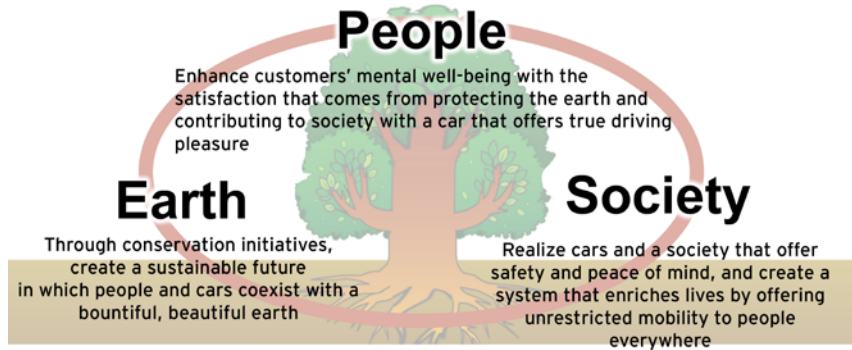 People
Enhance customers' mental well-being with the
satisfaction that comes from protecting the earth and
contributing to society with a car that offers true driving
pleasure
Earth
Through conservation initiatives,
create a sustainable future
in which people and cars coexist with a
bountiful, beautiful earth
Society
Realize cars and a society that offer
safety and peace of mind, and create a
system that enriches lives by offering
unrestricted mobility to people
everywhere